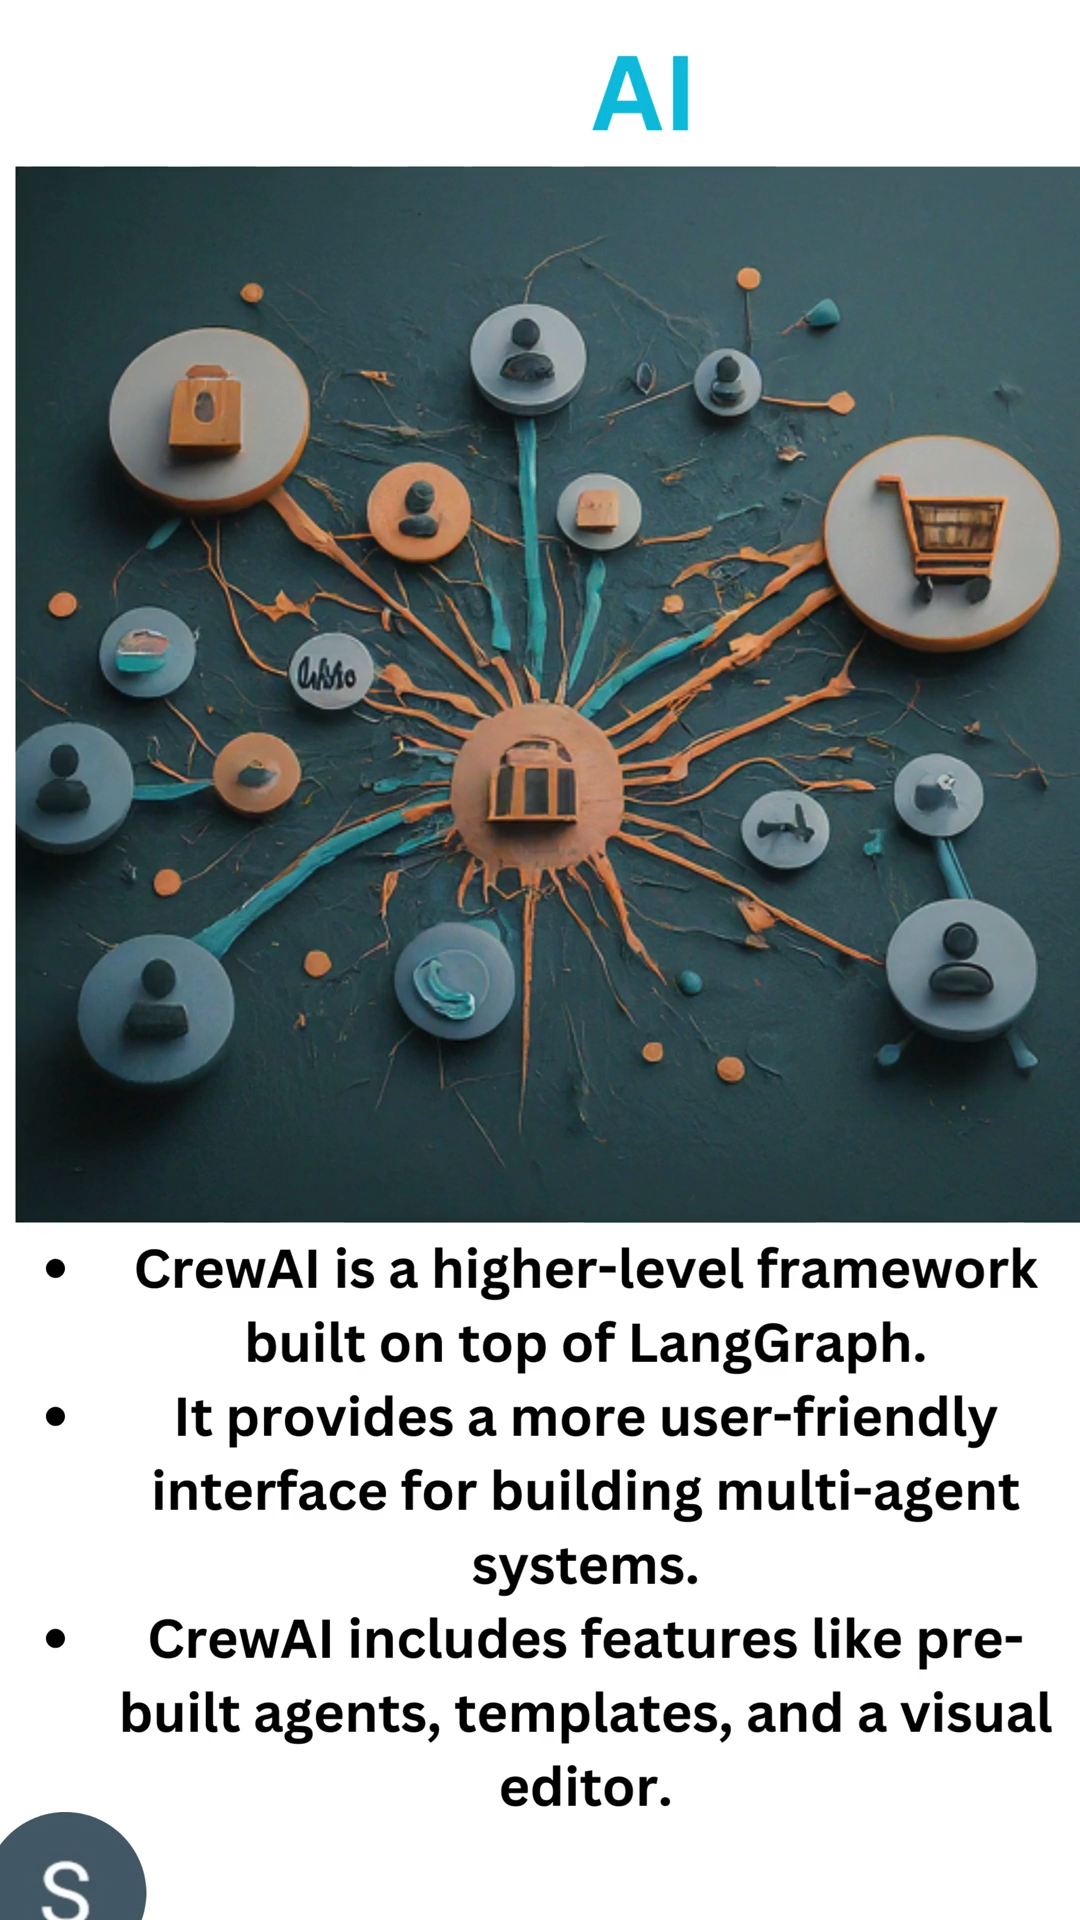 AI
• CrewAI is a higher-level framework
built on top of LangGraph.
• It provides a more user-friendly
interface for building multi-agent
systems.
• CrewAI includes features like pre-
built agents, templates, and a visual
editor.
S